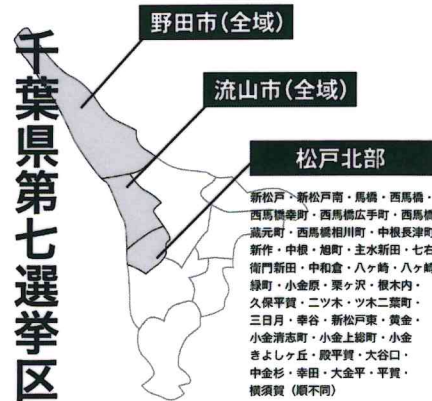 千葉県第七選挙区
野田市(全域)
流山市(全域)
松戸北部
新松戸・新松戸南・馬橋・西馬橋・
西馬橋幸町・西馬橋広手町・西馬橋
蔵元町・西馬橋相川町・中根長津町
新作・中根・旭町・主水新田・七右
衛門新田・中和倉・八ヶ崎・八ヶ崎
緑町・小金原・栗ヶ沢・根木内・
久保平賀・二ツ木・ツ木二葉町・
三日月・幸谷・新松戸東・黄金・
小金清志町・小金上総町・小金
きよしヶ丘・殿平賀・大谷口・
中金杉・幸田・大金平・平賀・
横須賀（順不同）